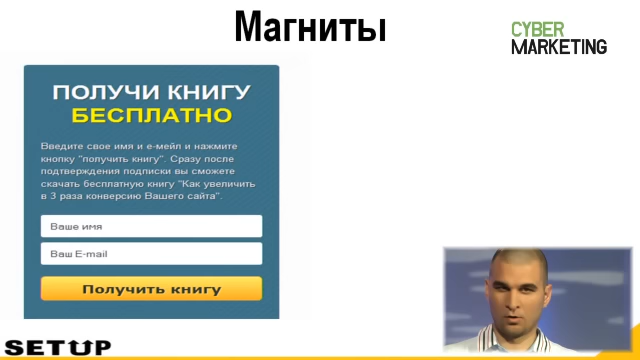 Магниты
CYBER
MARKETING
ПОЛУЧИ КНИГУ
БЕСПЛАТНО
Введите свое имя и е-мейл и нажмите
кнопку "получить книгу". Сразу после
подтверждения подписки вы сможете
скачать бесплатную книгу "Как увеличить
в 3 раза конверсию Вашего сайта".
Ваше имя
Ваш E-mail
Получить книгу
SETUP